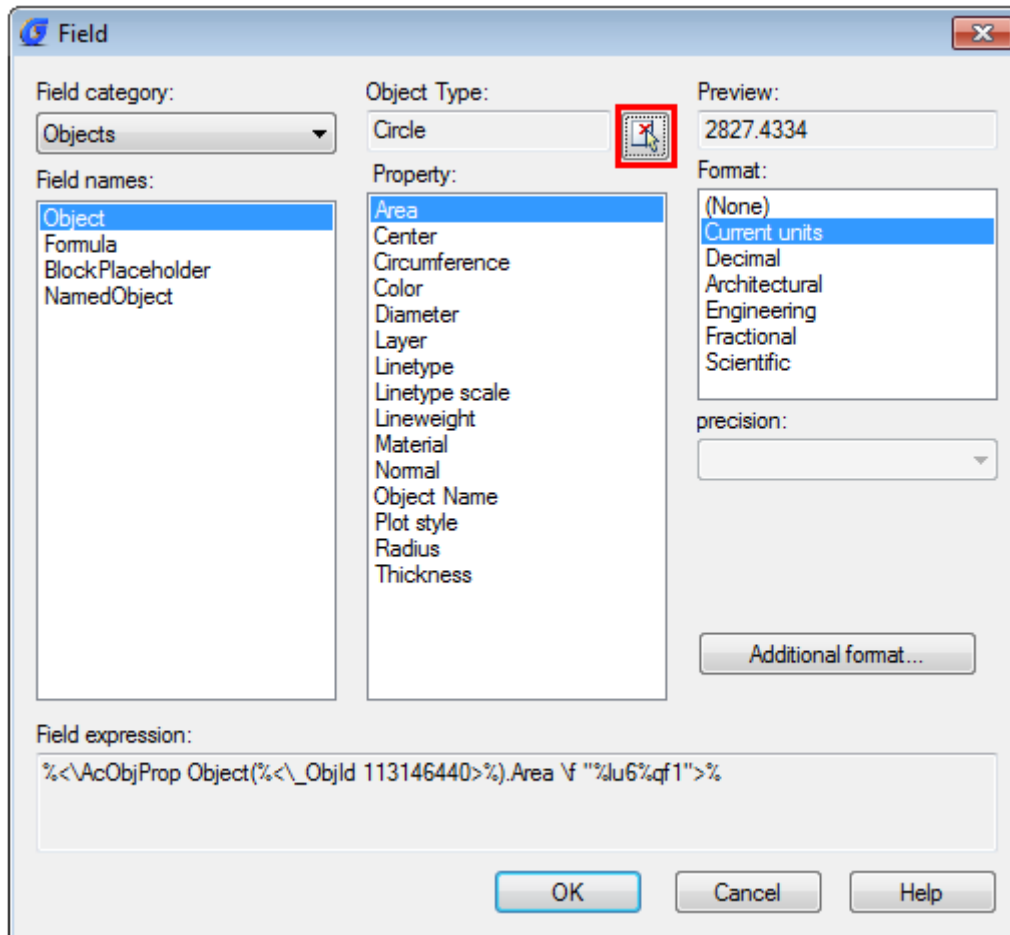 Field
Field category:
Objects
Field names:
Object
Formula
BlockPlaceholder
NamedObject
Object Type:
Circle
Property:
Area
Center
Circumference
Color
Diameter
Layer
Linetype
Linetype scale
Lineweight
Material
Normal
Object Name
Plot style
Radius
Thickness
Preview:
2827.4334
Format:
(None)
Current units
Decimal
Architectural
Engineering
Fractional
Scientific
precision:
Additional format...
Field expression:
%<\AcObjProp Object(%<\_ObjId 113146440>%).Area \f "%lu6%qf1">%
OK Cancel Help